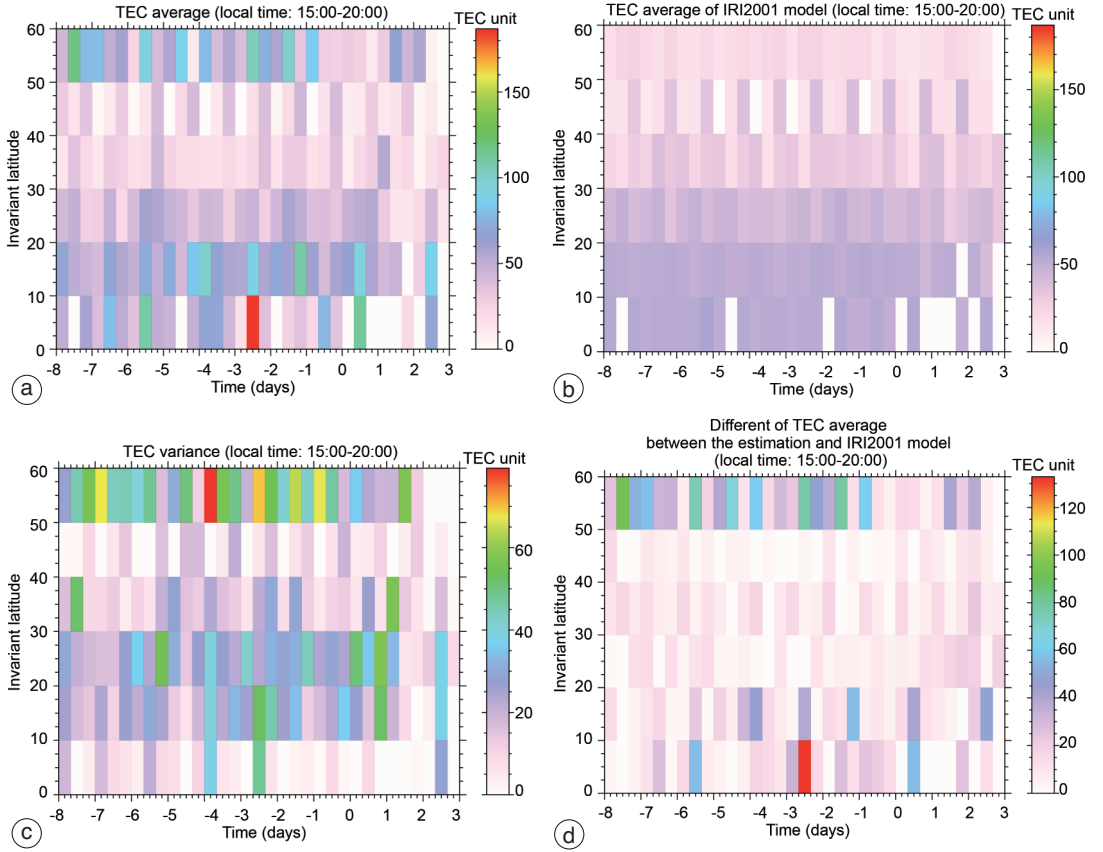 TEC average (local time: 15:00-20:00)
TEC unit
60
50
40
30
20
10
0
Invariant latitude
150
100
50
0
-8 -7 -6 -5 -4 -3 -2 -1 0 1 2 3
Time (days)
a
TEC average of IRI2001 model (local time: 15:00-20:00)
TEC unit
60
50
40
30
20
10
0
Invariant latitude
150
100
50
0
-8 -7 -6 -5 -4 -3 -2 -1 0 1 2 3
Time (days)
b
TEC variance (local time: 15:00-20:00)
TEC unit
60
50
40
30
20
10
0
Invariant latitude
60
40
20
0
-8 -7 -6 -5 -4 -3 -2 -1 0 1 2 3
Time (days)
c
Different of TEC average
between the estimation and IRI2001 model
(local time: 15:00-20:00)
TEC unit
60
50
40
30
20
10
0
Invariant latitude
120
100
80
60
40
20
0
-8 -7 -6 -5 -4 -3 -2 -1 0 1 2 3
Time (days)
d